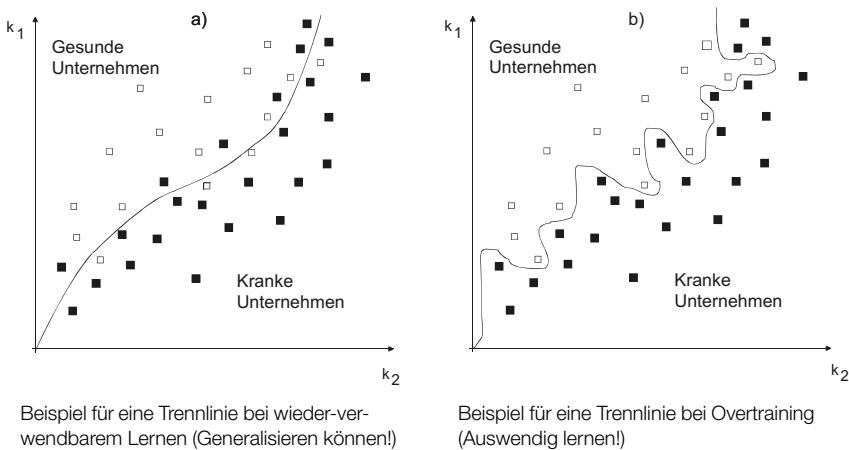 a)
k1
Gesunde
Unternehmen
Kranke
Unternehmen
k2
Beispiel für eine Trennlinie bei wieder-ver-
wendbarem Lernen (Generalisieren können!)
b)
k1
Gesunde
Unternehmen
Kranke
Unternehmen
k2
Beispiel für eine Trennlinie bei Overtraining
(Auswendig lernen!)